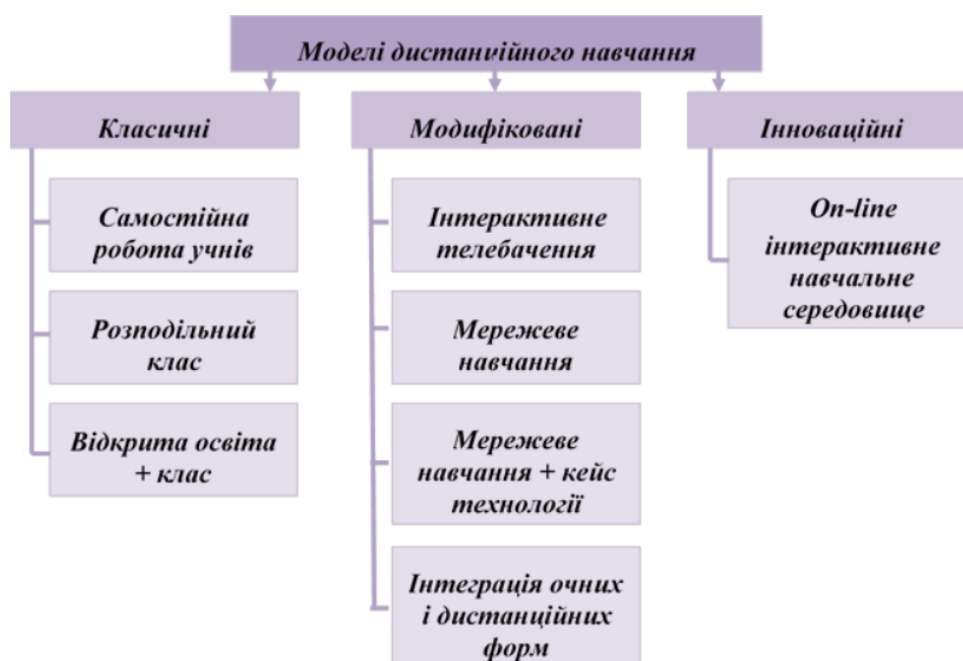 Моделі дистанційного навчання
Класичні
Самостійна
робота учнів
Розподільний
клас
Відкрита освіта
+ клас
Модифіковані
Інтерактивне
телебачення
Мережеве
навчання
Мережеве
навчання + кейс
технології
Інтеграція очних
і дистанційних
форм
Інноваційні
On-line
інтерактивне
навчальне
середовище